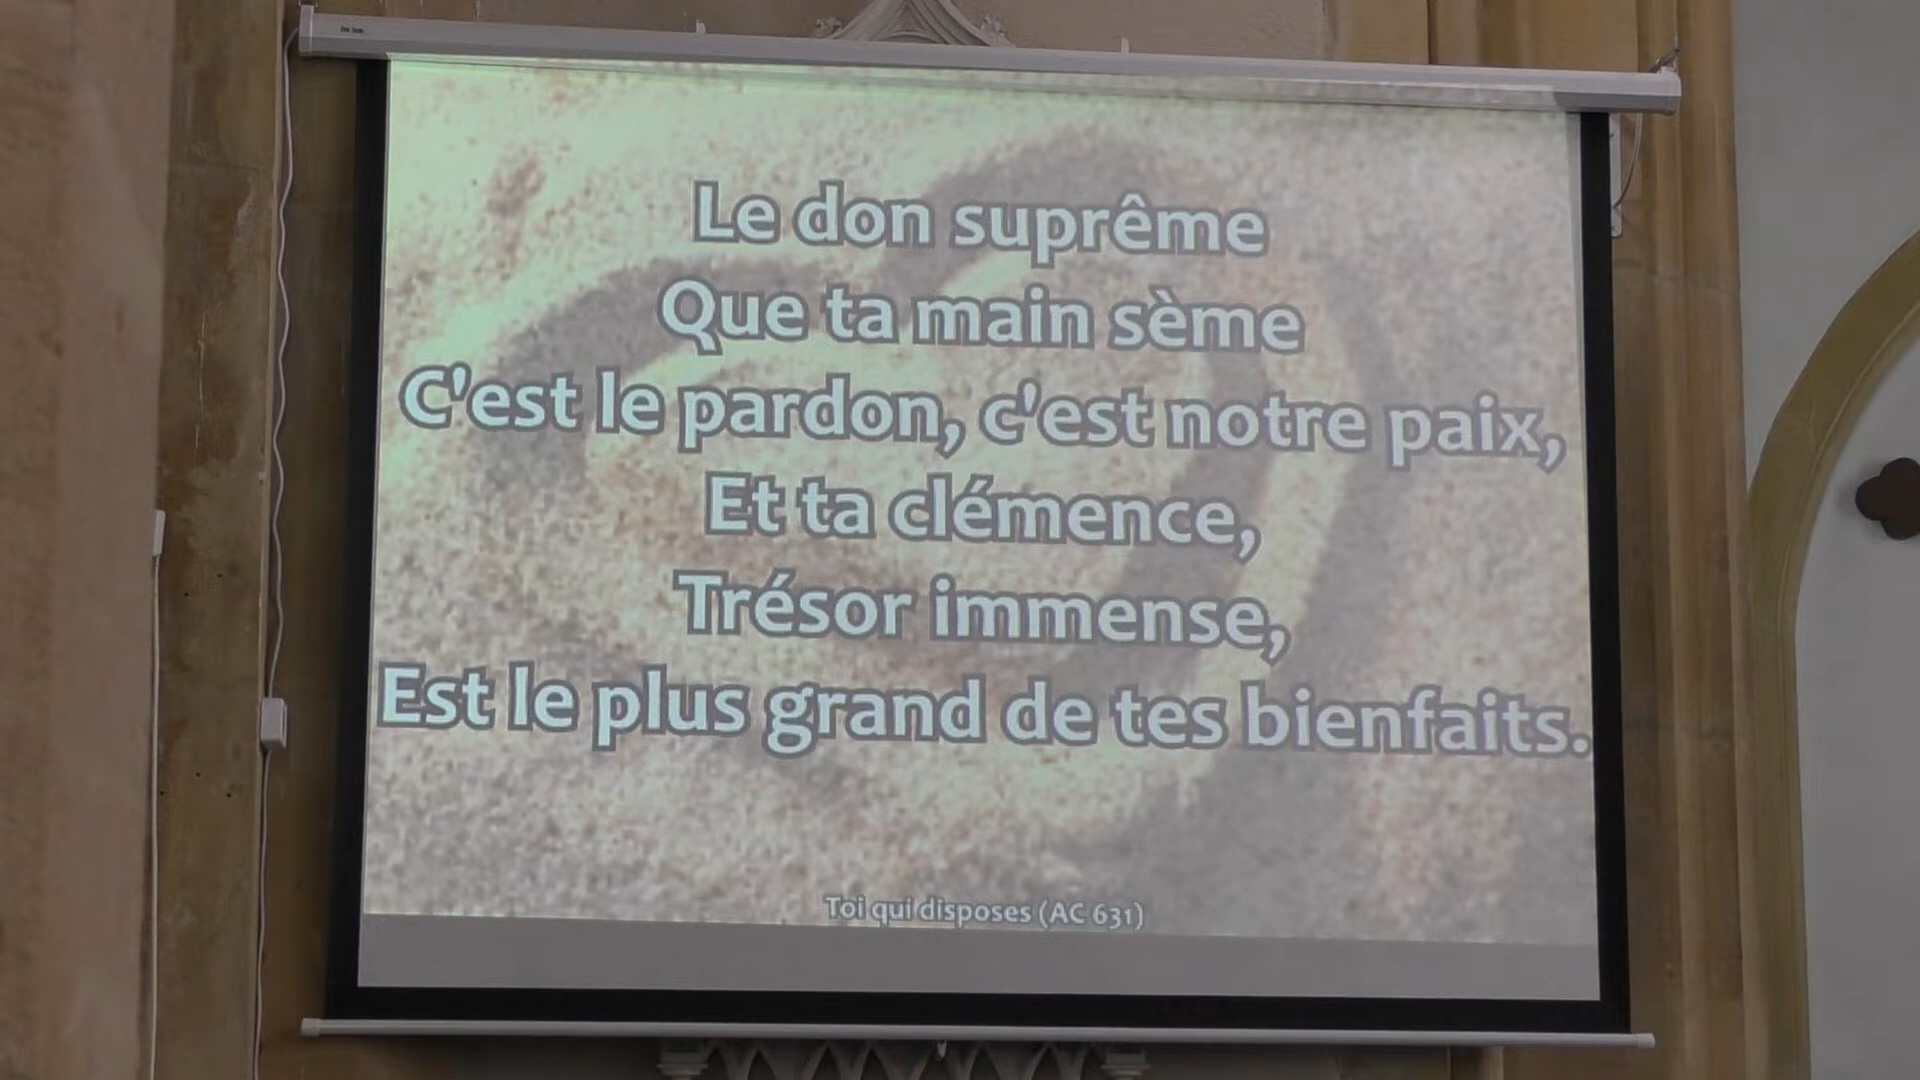 Le don suprême
Que ta main sème
C'est le pardon, c'est notre paix,
Et ta clémence,
Trésor immense,
Est le plus grand de tes bienfaits.
Toi qui disposes (AC 631)